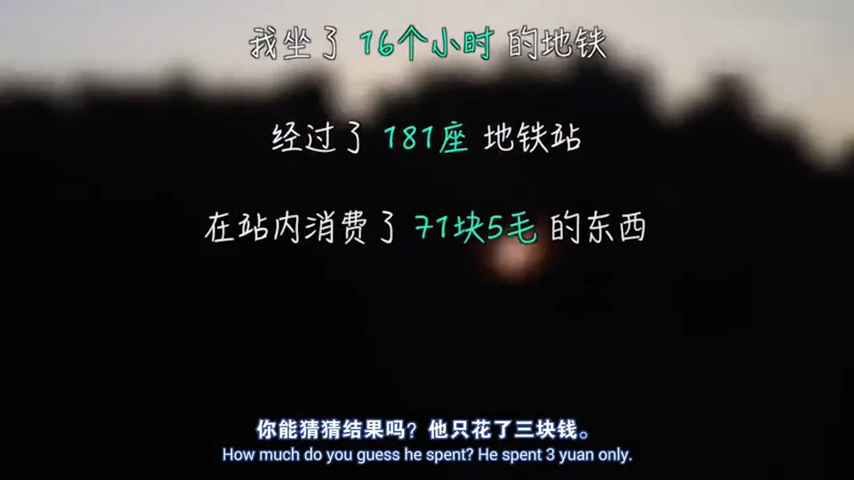 我坐了 16个小时 的地铁
经过了 181座 地铁站
在站内消费了 71块5毛 的东西
你能猜猜结果吗？他只花了三块钱。
How much do you guess he spent? He spent 3 yuan only.